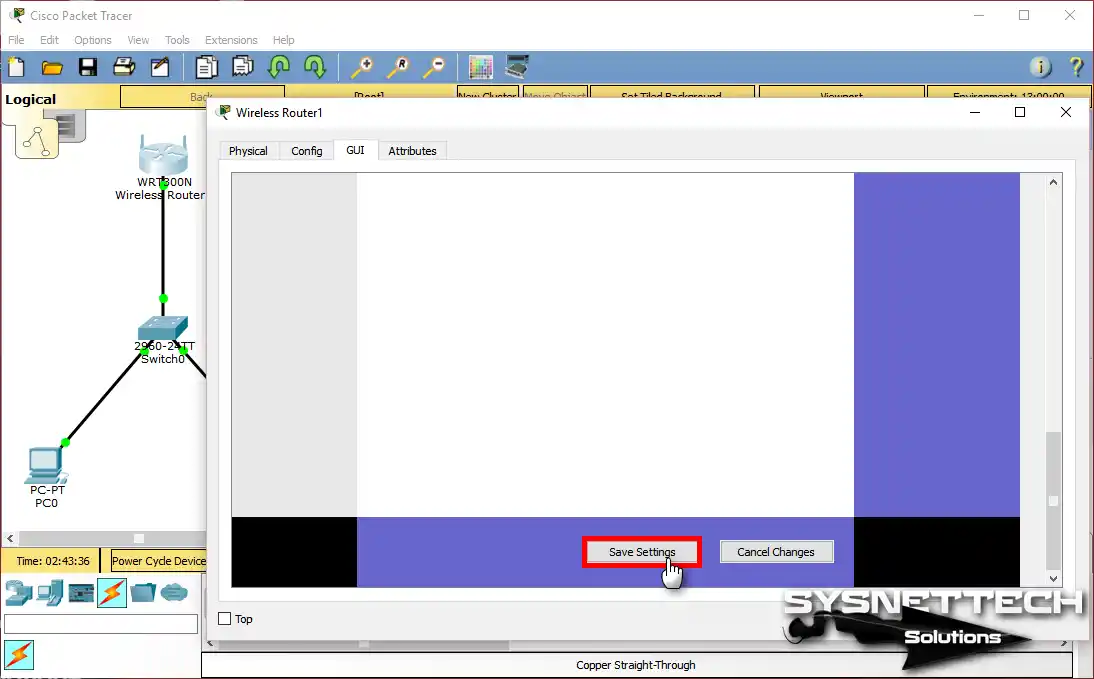 Cisco Packet Tracer
File Edit Options View Tools Extensions Help
Logical
Back
[Root]
New Cluster
Move Object
Set Tiled Background
Viewport
Environment: 13:00:00
Wireless Router1
Physical Config GUI Attributes
WRT300N
Wireless Router
2960-24TT
Switch0
PC-PT
PC0
Save Settings
Cancel Changes
Time: 02:43:36
Power Cycle Device
Top
SYSNETTECH
Solutions
Copper Straight-Through